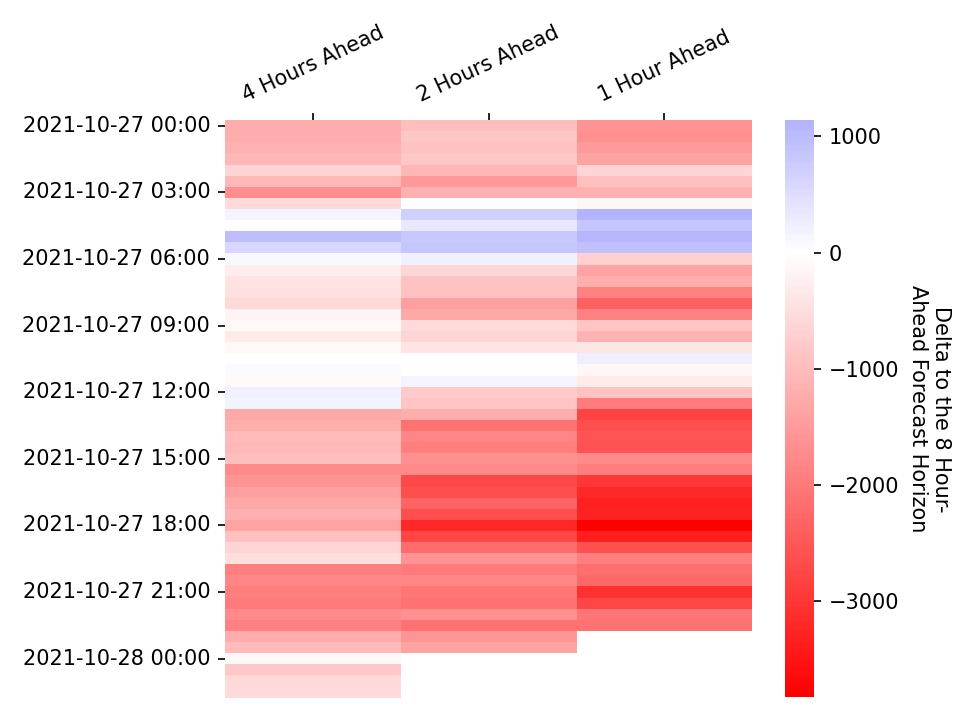 4 Hours Ahead
2 Hours Ahead
1 Hour Ahead
2021-10-27 00:00
2021-10-27 03:00
2021-10-27 06:00
2021-10-27 09:00
2021-10-27 12:00
2021-10-27 15:00
2021-10-27 18:00
2021-10-27 21:00
2021-10-28 00:00
1000
0
−1000
−2000
−3000
Delta to the 8 Hour-
Ahead Forecast Horizon